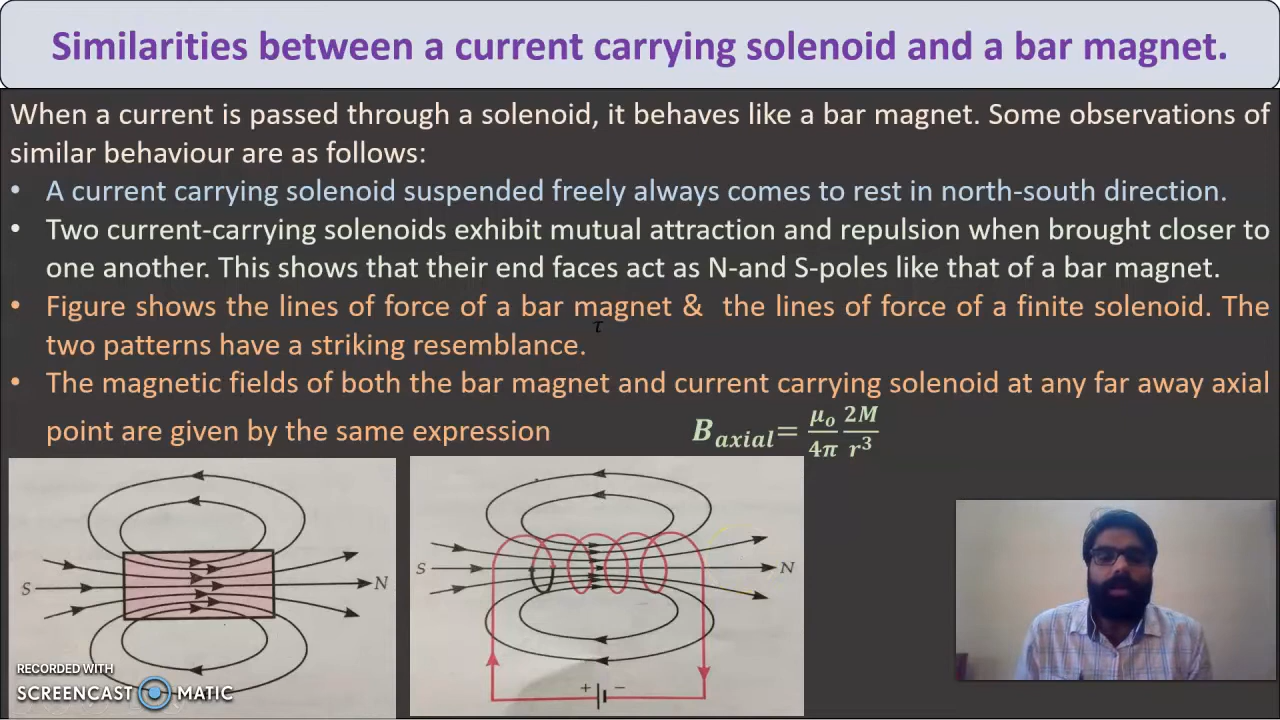 Similarities between a current carrying solenoid and a bar magnet.
When a current is passed through a solenoid, it behaves like a bar magnet. Some observations of
similar behaviour are as follows:
• A current carrying solenoid suspended freely always comes to rest in north-south direction.
• Two current-carrying solenoids exhibit mutual attraction and repulsion when brought closer to
one another. This shows that their end faces act as N-and S-poles like that of a bar magnet.
• Figure shows the lines of force of a bar magnet & the lines of force of a finite solenoid. The
τ
two patterns have a striking resemblance.
• The magnetic fields of both the bar magnet and current carrying solenoid at any far away axial
point are given by the same expression B_axial = μ_o/4π 2M/r³
S N
S N
+ −
RECORDED WITH
SCREENCAST MATIC